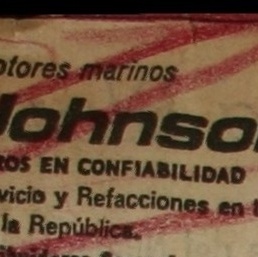 otores marinos
Johnso
ROS EN CONFIABILIDAD
vicio y Refacciones en
la República.